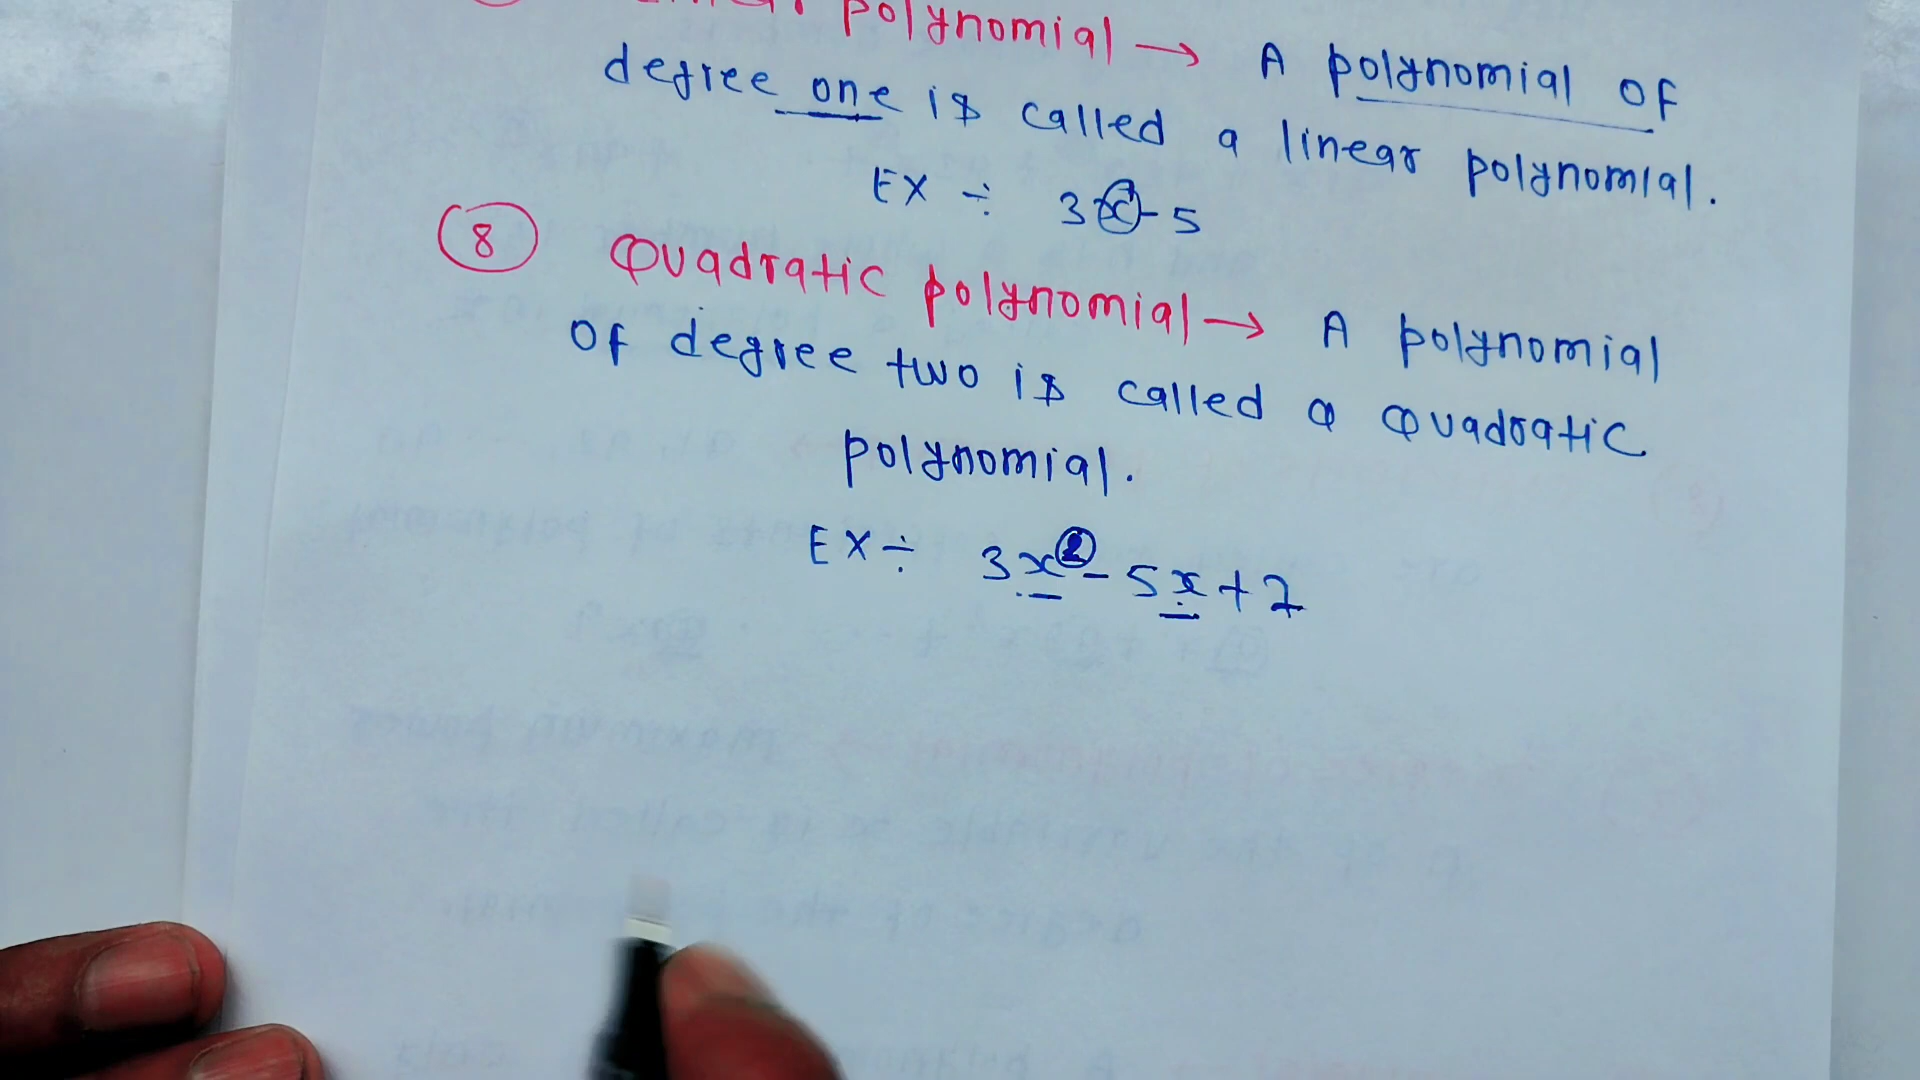 polynomial → A polynomial of
degree one is called a linear polynomial.
EX ÷ 3x - 5
8 Quadratic polynomial → A polynomial
of degree two is called a quadratic
polynomial.
EX ÷ 3x² - 5x + 7